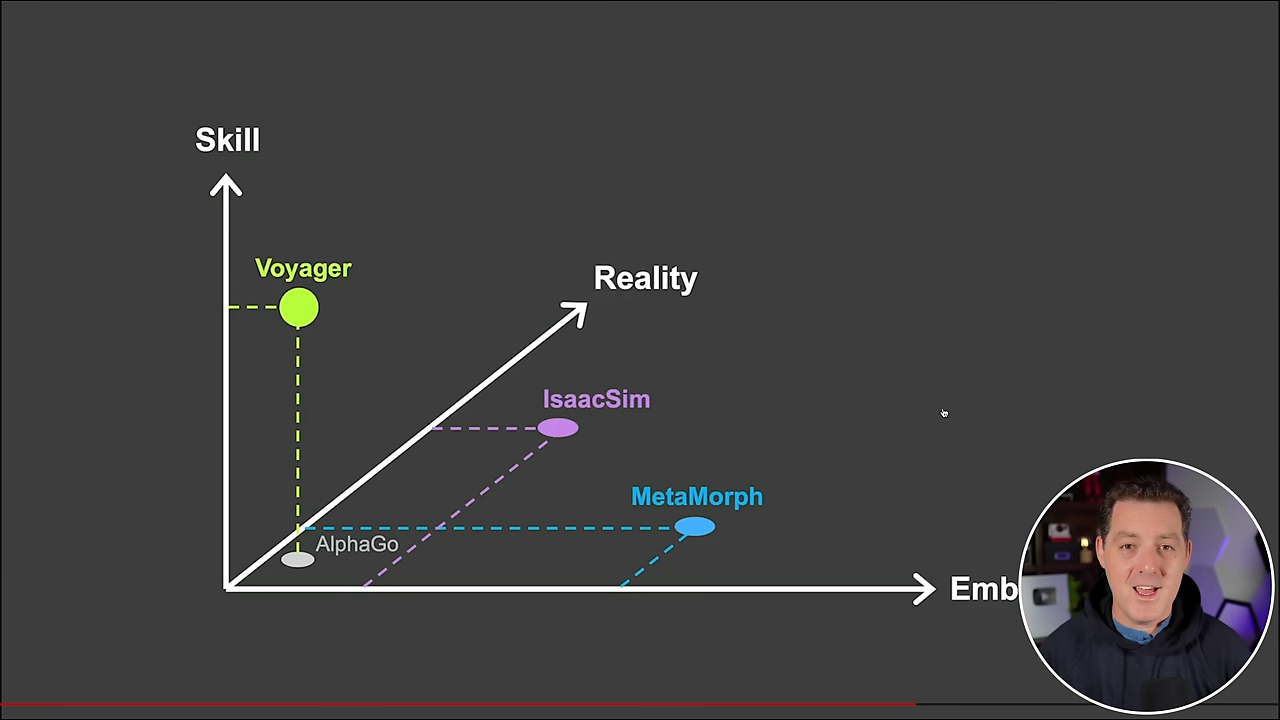 Skill
Voyager
Reality
IsaacSim
MetaMorph
AlphaGo
Emb